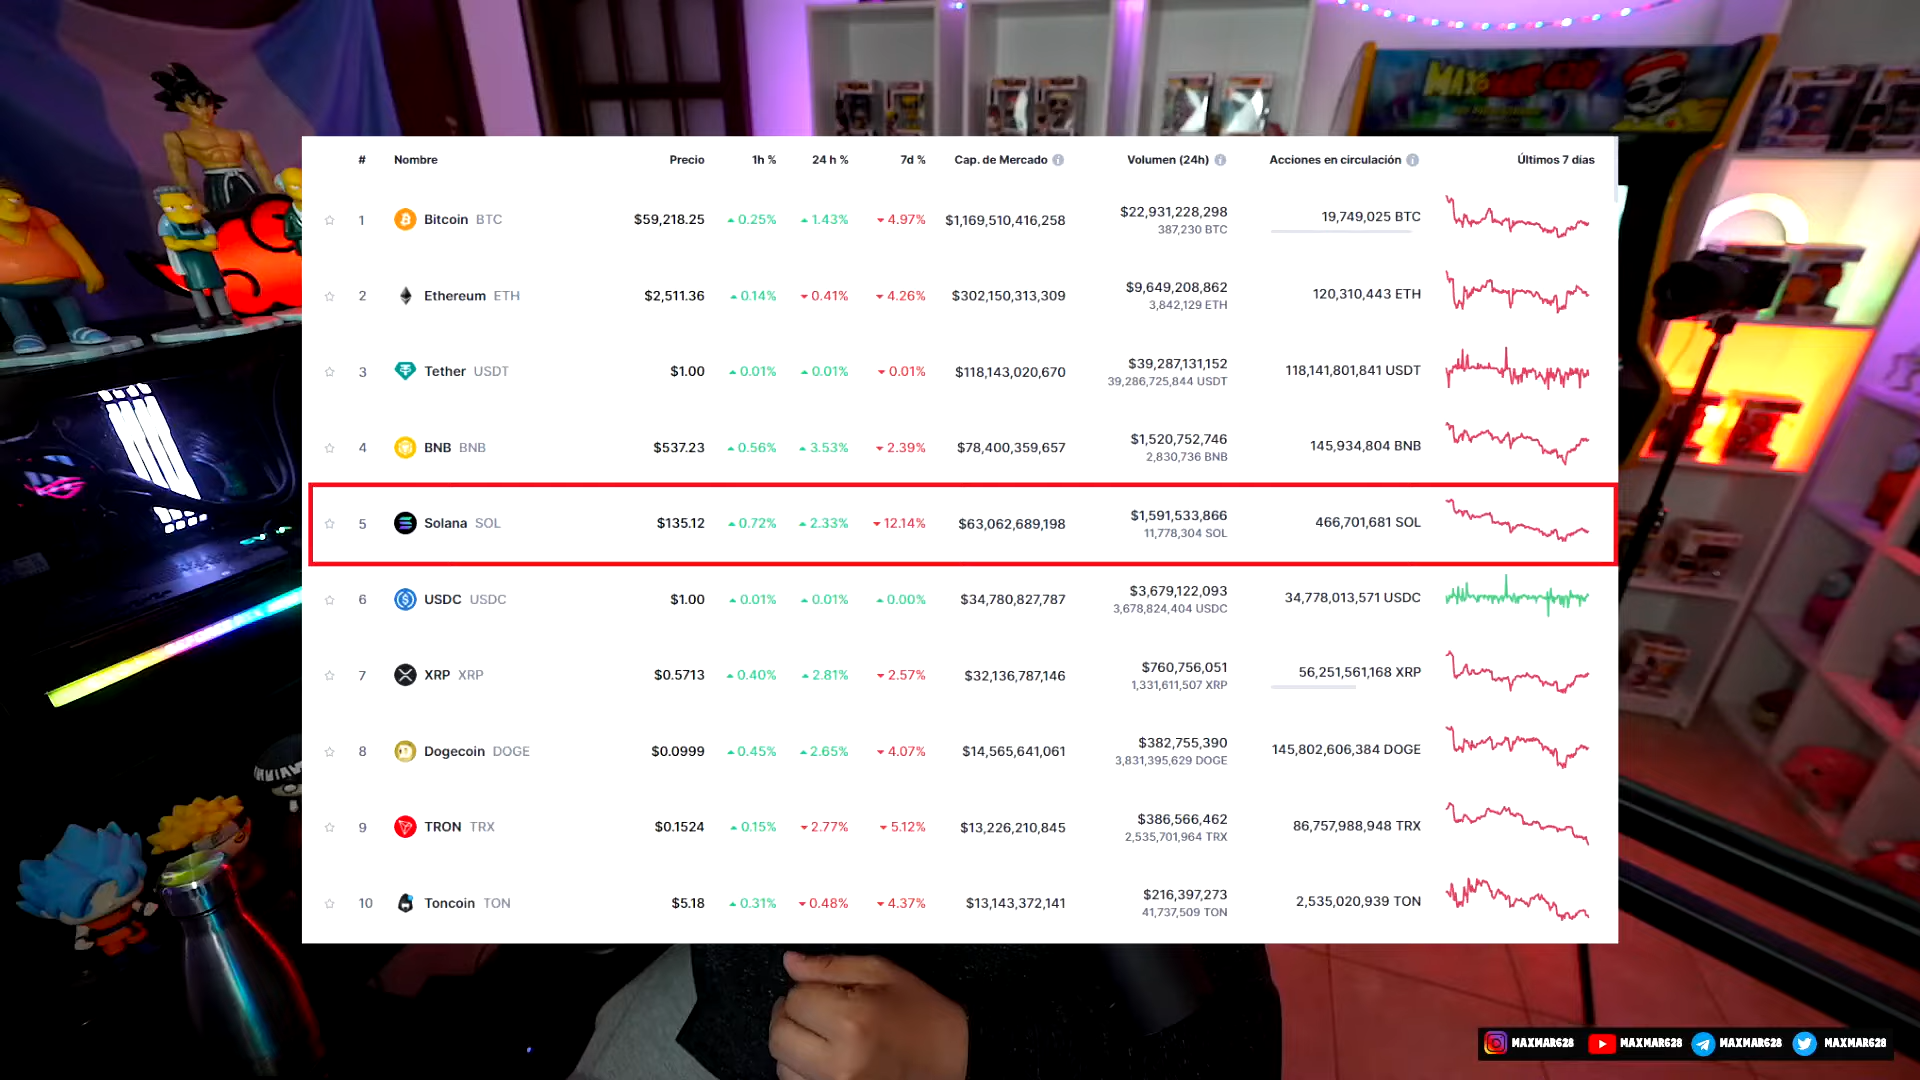 MAXMAR628
# Nombre Precio 1h % 24 h % 7d % Cap. de Mercado Volumen (24h) Acciones en circulación Últimos 7 días
1 Bitcoin BTC $59,218.25 0.25% 1.43% 4.97% $1,169,510,416,258 $22,931,228,298 19,749,025 BTC
387,230 BTC
2 Ethereum ETH $2,511.36 0.14% 0.41% 4.26% $302,150,313,309 $9,649,208,862 120,310,443 ETH
3,842,129 ETH
3 Tether USDT $1.00 0.01% 0.01% 0.01% $118,143,020,670 $39,287,131,152 118,141,801,841 USDT
39,286,725,844 USDT
4 BNB BNB $537.23 0.56% 3.53% 2.39% $78,400,359,657 $1,520,752,746 145,934,804 BNB
2,830,736 BNB
5 Solana SOL $135.12 0.72% 2.33% 12.14% $63,062,689,198 $1,591,533,866 466,701,681 SOL
11,778,304 SOL
6 USDC USDC $1.00 0.01% 0.01% 0.00% $34,780,827,787 $3,679,122,093 34,778,013,571 USDC
3,678,824,404 USDC
7 XRP XRP $0.5713 0.40% 2.81% 2.57% $32,136,787,146 $760,756,051 56,251,561,168 XRP
1,331,611,507 XRP
8 Dogecoin DOGE $0.0999 0.45% 2.65% 4.07% $14,565,641,061 $382,755,390 145,802,606,384 DOGE
3,831,395,629 DOGE
9 TRON TRX $0.1524 0.15% 2.77% 5.12% $13,226,210,845 $386,566,462 86,757,988,948 TRX
2,535,701,964 TRX
10 Toncoin TON $5.18 0.31% 0.48% 4.37% $13,143,372,141 $216,397,273 2,535,020,939 TON
41,737,509 TON
MAXMAR628 MAXMAR628 MAXMAR628 MAXMAR628